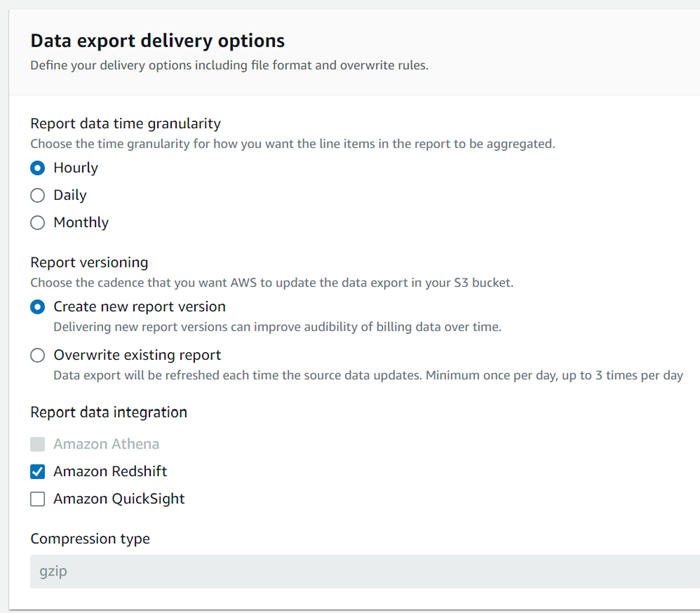 Data export delivery options
Define your delivery options including file format and overwrite rules.
Report data time granularity
Choose the time granularity for how you want the line items in the report to be aggregated.
Hourly
Daily
Monthly
Report versioning
Choose the cadence that you want AWS to update the data export in your S3 bucket.
Create new report version
Delivering new report versions can improve audibility of billing data over time.
Overwrite existing report
Data export will be refreshed each time the source data updates. Minimum once per day, up to 3 times per day
Report data integration
Amazon Athena
Amazon Redshift
Amazon QuickSight
Compression type
gzip